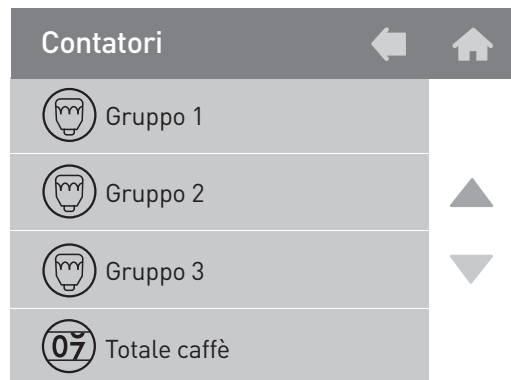 Contatori
Gruppo 1
Gruppo 2
Gruppo 3
07 Totale caffè